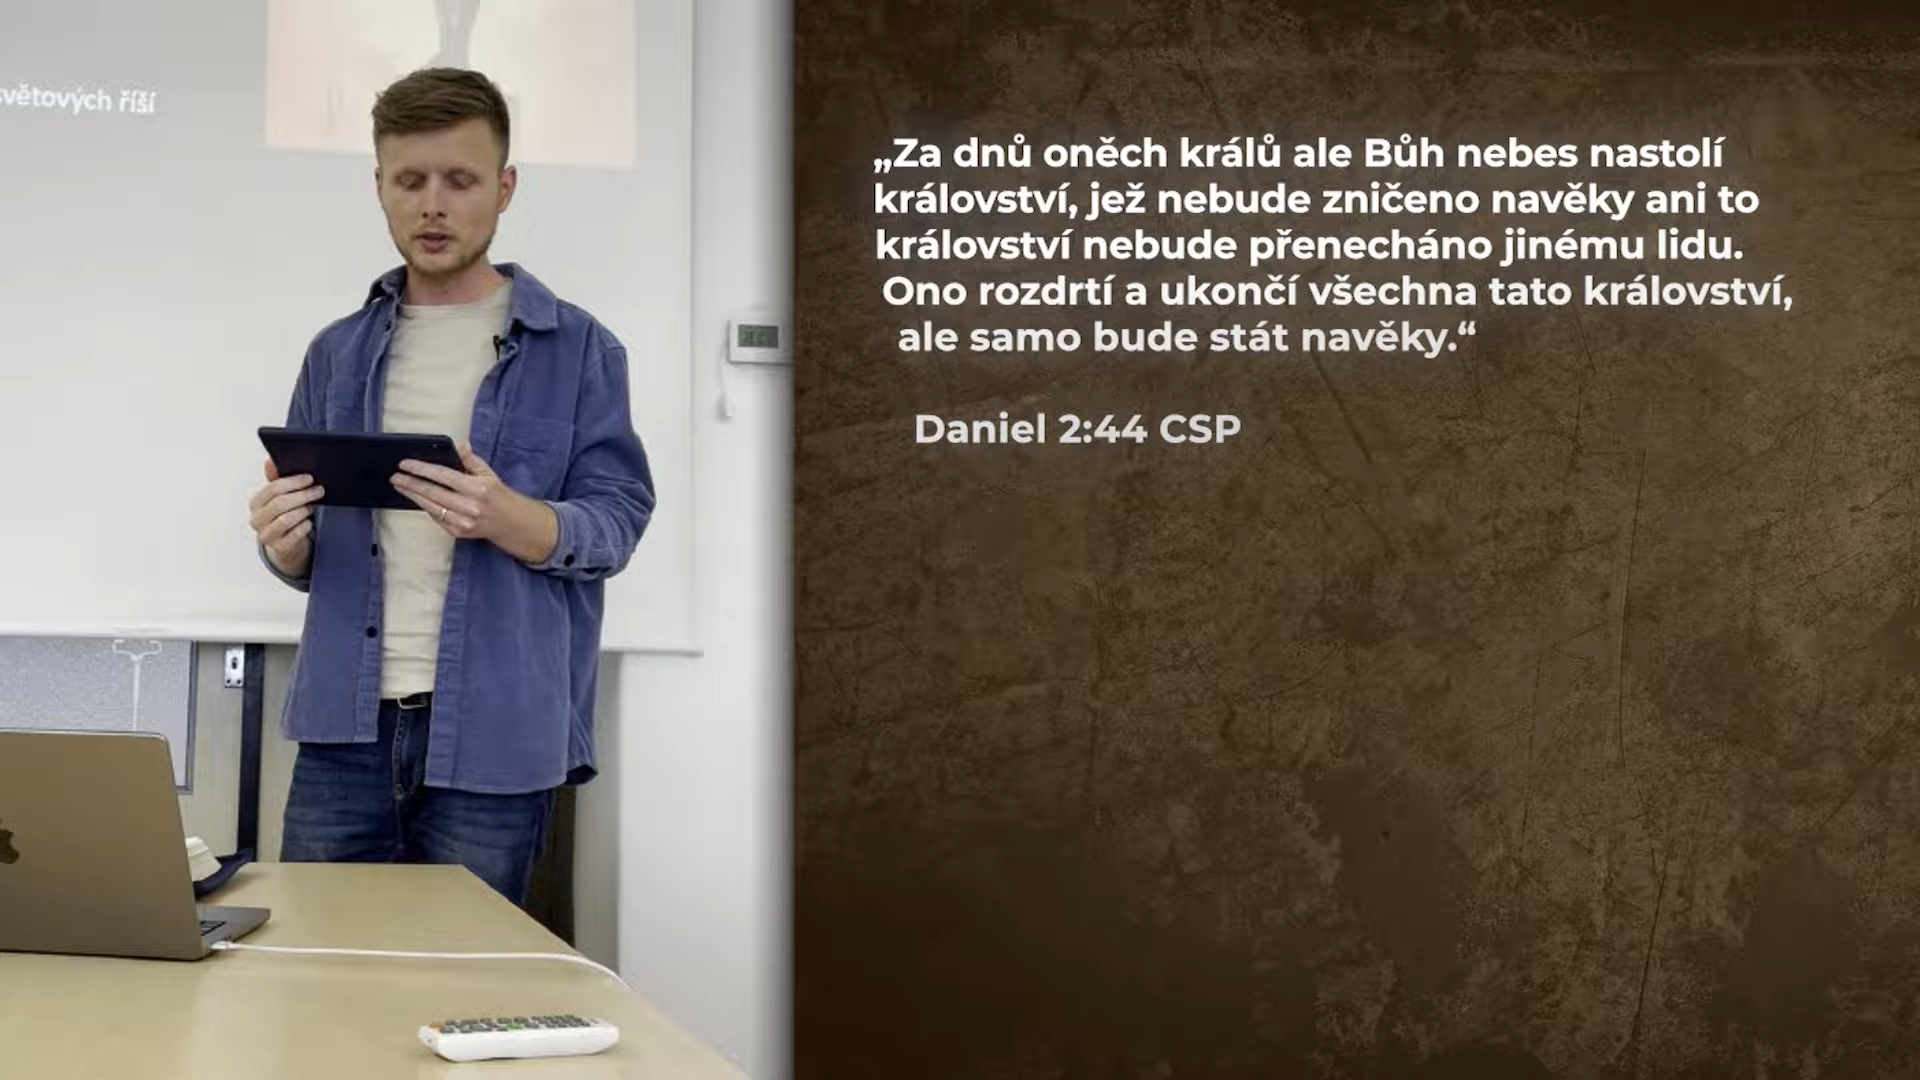 světových říší
„Za dnů oněch králů ale Bůh nebes nastolí
království, jež nebude zničeno navěky ani to
království nebude přenecháno jinému lidu.
Ono rozdrtí a ukončí všechna tato království,
ale samo bude stát navěky.“
Daniel 2:44 CSP